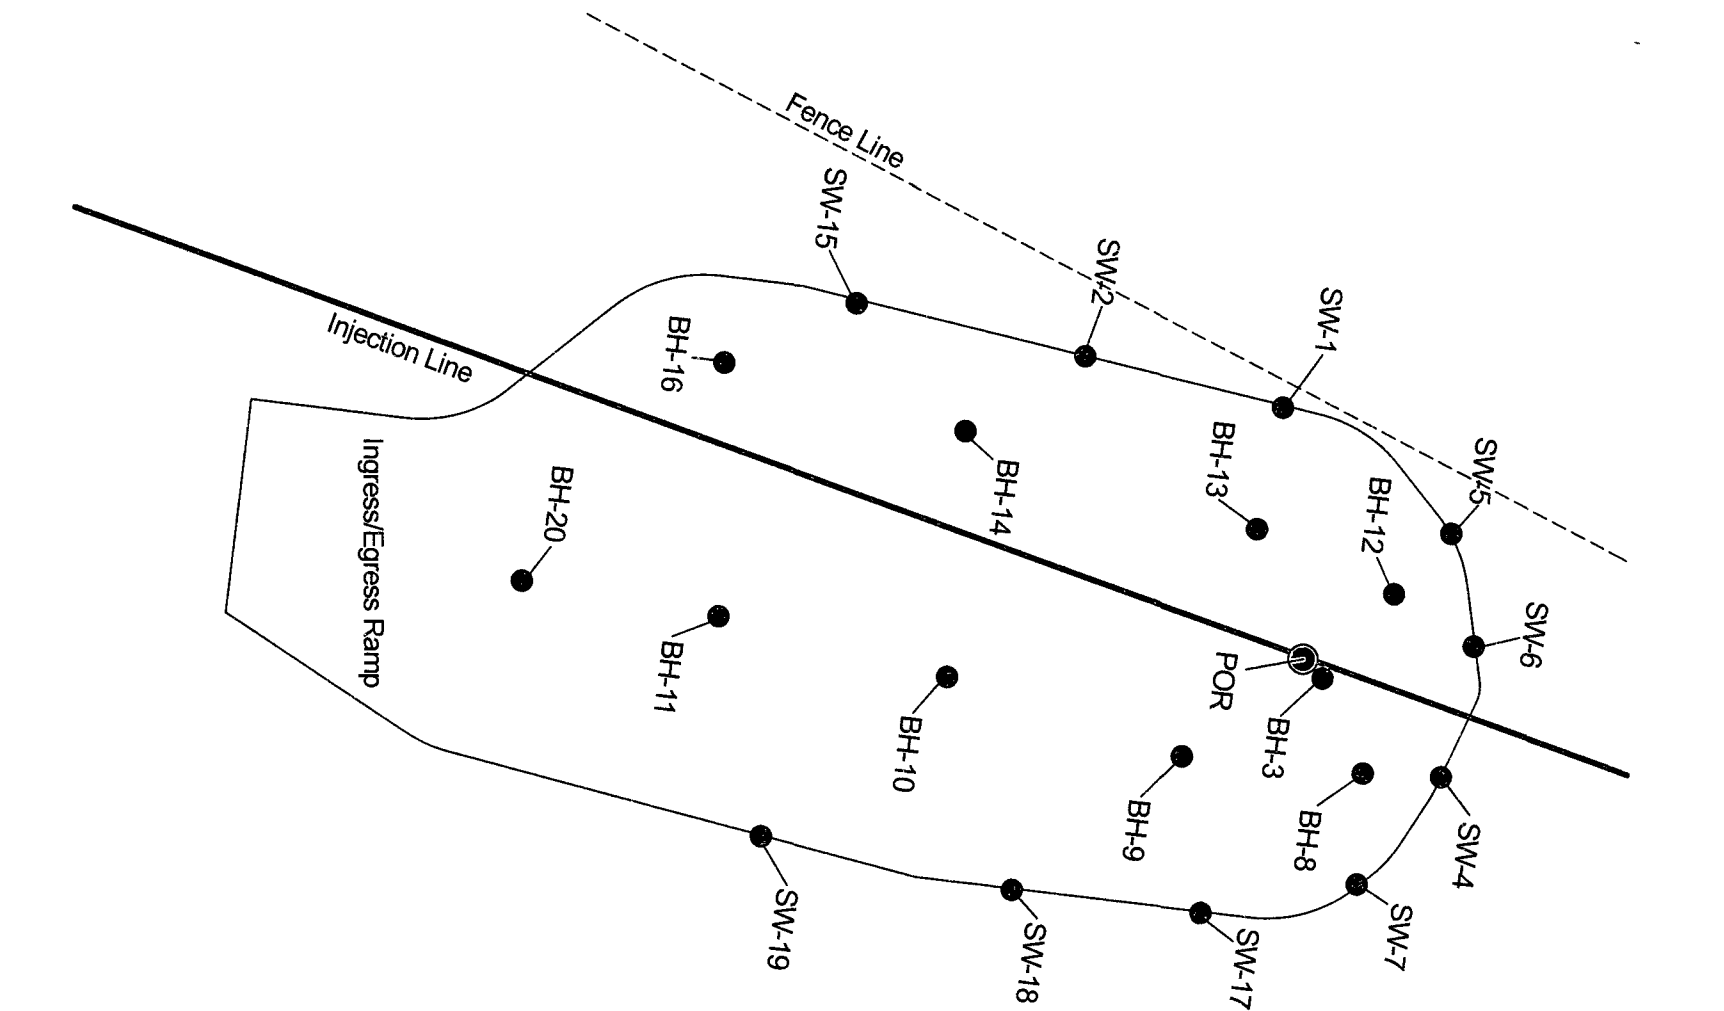 Fence Line
SW-15
SW-2
SW-1
Injection Line
BH-16
BH-13
SW-5
Ingress/Egress Ramp
BH-20
BH-14
BH-12
SW-6
BH-11
POR
BH-10
BH-3
BH-9
BH-8
SW-4
SW-19
SW-18
SW-17
SW-7